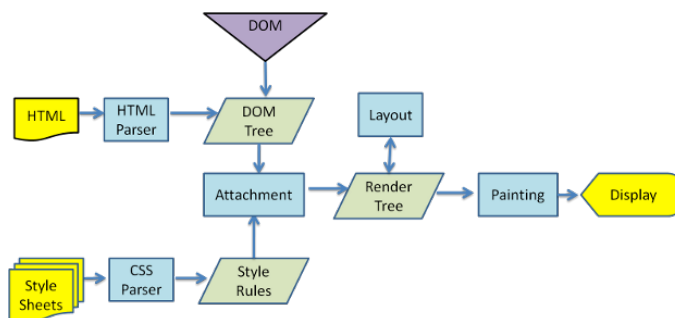 DOM
HTML
HTML
Parser
DOM
Tree
Layout
Attachment
Render
Tree
Painting
Display
Style
Sheets
CSS
Parser
Style
Rules